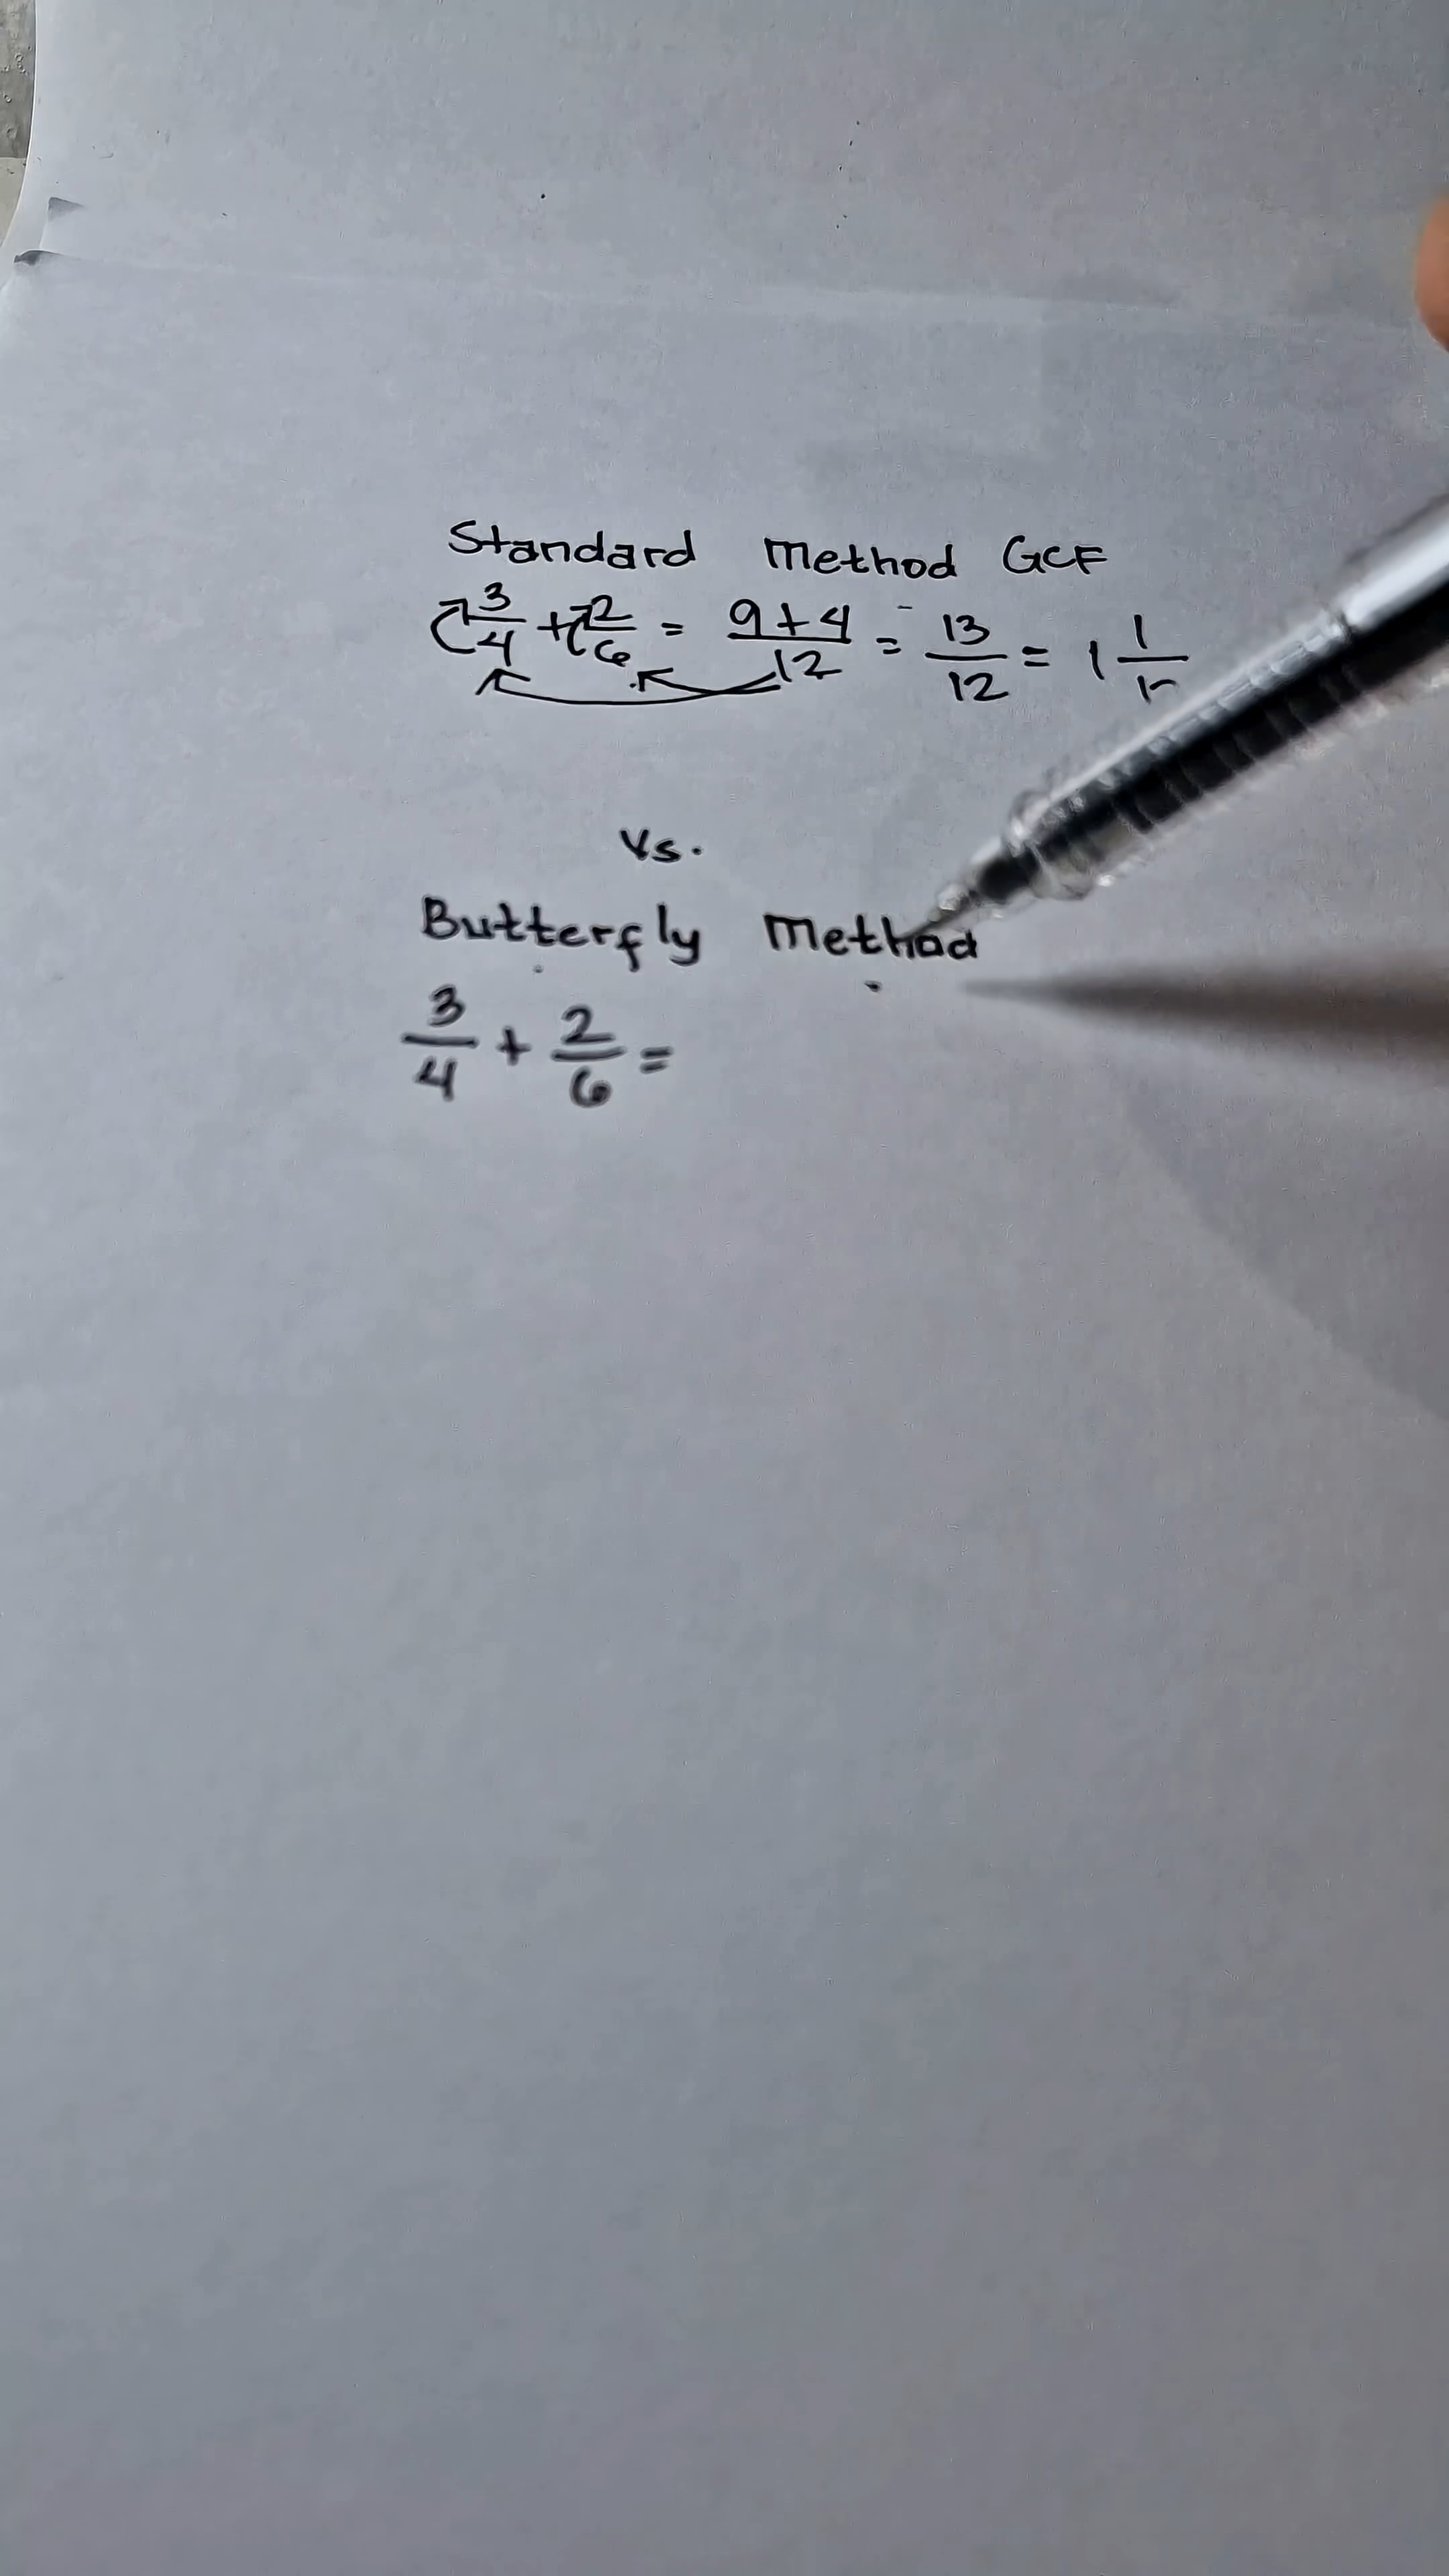 Standard Method GCF
3/4 + 2/6 = 9+4/12 = 13/12 = 1 1/
Vs.
Butterfly Method
3/4 + 2/6 =